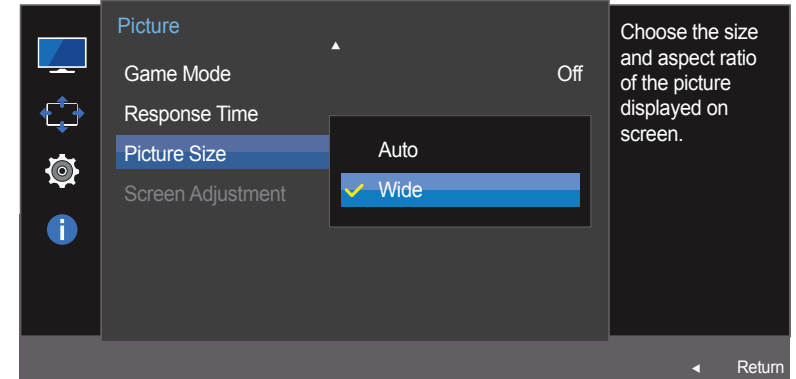 Picture
Game Mode Off
Response Time
Picture Size
Screen Adjustment
Auto
Wide
Choose the size
and aspect ratio
of the picture
displayed on
screen.
Return